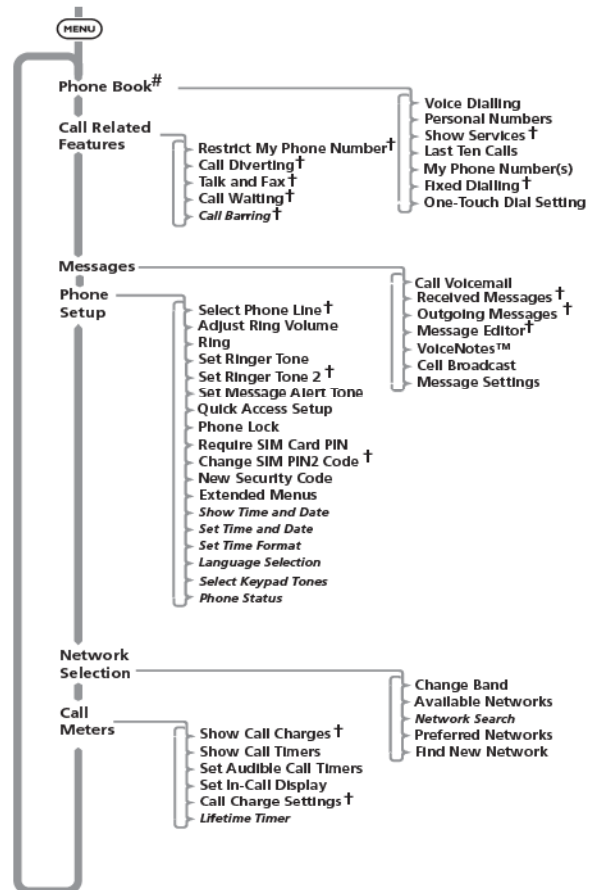 MENU
Phone Book#
Voice Dialling
Personal Numbers
Show Services †
Last Ten Calls
My Phone Number(s)
Fixed Dialling †
One-Touch Dial Setting
Call Related
Features
Restrict My Phone Number†
Call Diverting†
Talk and Fax †
Call Waiting†
Call Barring†
Messages
Call Voicemail
Received Messages †
Outgoing Messages †
Message Editor†
VoiceNotes™
Cell Broadcast
Message Settings
Phone
Setup
Select Phone Line †
Adjust Ring Volume
Ring
Set Ringer Tone
Set Ringer Tone 2 †
Set Message Alert Tone
Quick Access Setup
Phone Lock
Require SIM Card PIN
Change SIM PIN2 Code †
New Security Code
Extended Menus
Show Time and Date
Set Time and Date
Set Time Format
Language Selection
Select Keypad Tones
Phone Status
Network
Selection
Change Band
Available Networks
Network Search
Preferred Networks
Find New Network
Call
Meters
Show Call Charges †
Show Call Timers
Set Audible Call Timers
Set In-Call Display
Call Charge Settings †
Lifetime Timer